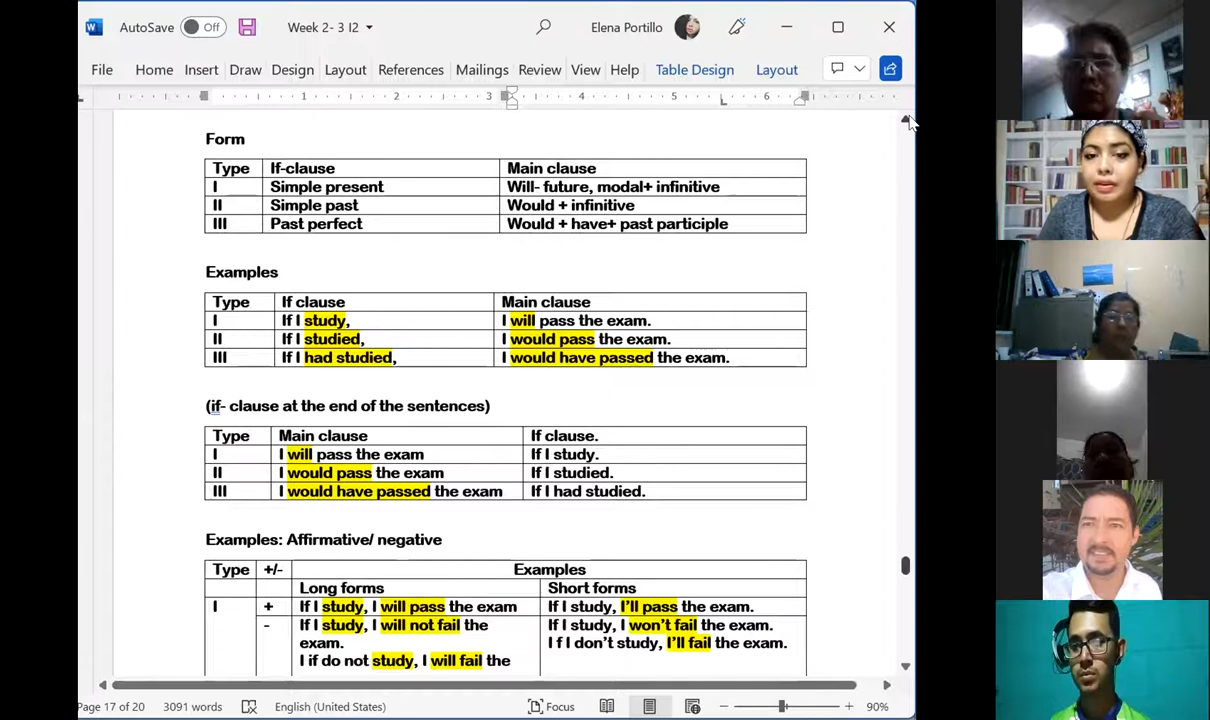 AutoSave Off Week 2- 3 I2 Elena Portillo
File Home Insert Draw Design Layout References Mailings Review View Help Table Design Layout
1 2 3 4 5 6
Form
Type If-clause Main clause
I Simple present Will- future, modal+ infinitive
II Simple past Would + infinitive
III Past perfect Would + have+ past participle
Examples
Type If clause Main clause
I If I study, I will pass the exam.
II If I studied, I would pass the exam.
III If I had studied, I would have passed the exam.
(if- clause at the end of the sentences)
Type Main clause If clause.
I I will pass the exam If I study.
II I would pass the exam If I studied.
III I would have passed the exam If I had studied.
Examples: Affirmative/ negative
Type +/- Examples
Long forms Short forms
I + If I study, I will pass the exam If I study, I’ll pass the exam.
- If I study, I will not fail the If I study, I won’t fail the exam.
exam. I f I don’t study, I’ll fail the exam.
I if do not study, I will fail the
Page 17 of 20 3091 words English (United States) Focus 90%